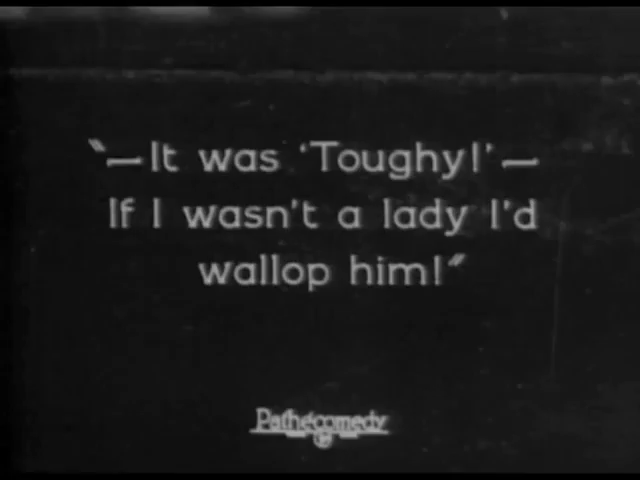 "—It was 'Toughy!'—
If I wasn't a lady I'd
wallop him!"
Pathécomedy